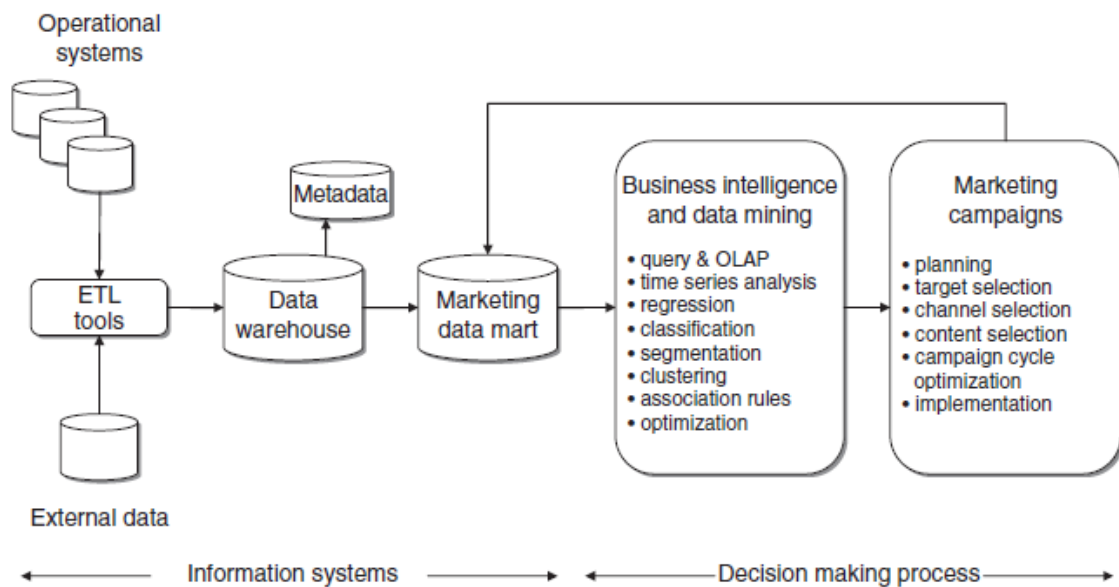 Operational
systems
Metadata
ETL
tools
Data
warehouse
Marketing
data mart
External data
Business intelligence
and data mining
• query & OLAP
• time series analysis
• regression
• classification
• segmentation
• clustering
• association rules
• optimization
Marketing
campaigns
• planning
• target selection
• channel selection
• content selection
• campaign cycle
optimization
• implementation
Information systems
Decision making process